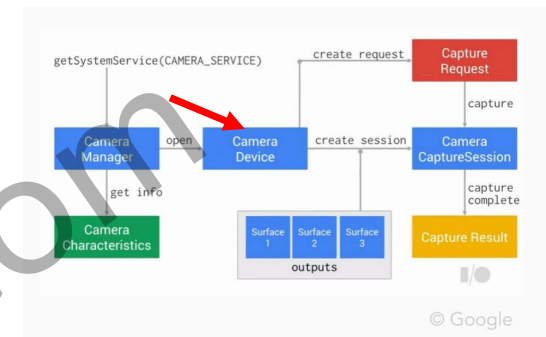 getSystemService(CAMERA_SERVICE)
create request
Capture
Request
capture
Camera
Manager
open
Camera
Device
create session
Camera
CaptureSession
get info
capture
complete
Camera
Characteristics
Surface
1
Surface
2
Surface
3
outputs
Capture Result
I/O
© Google